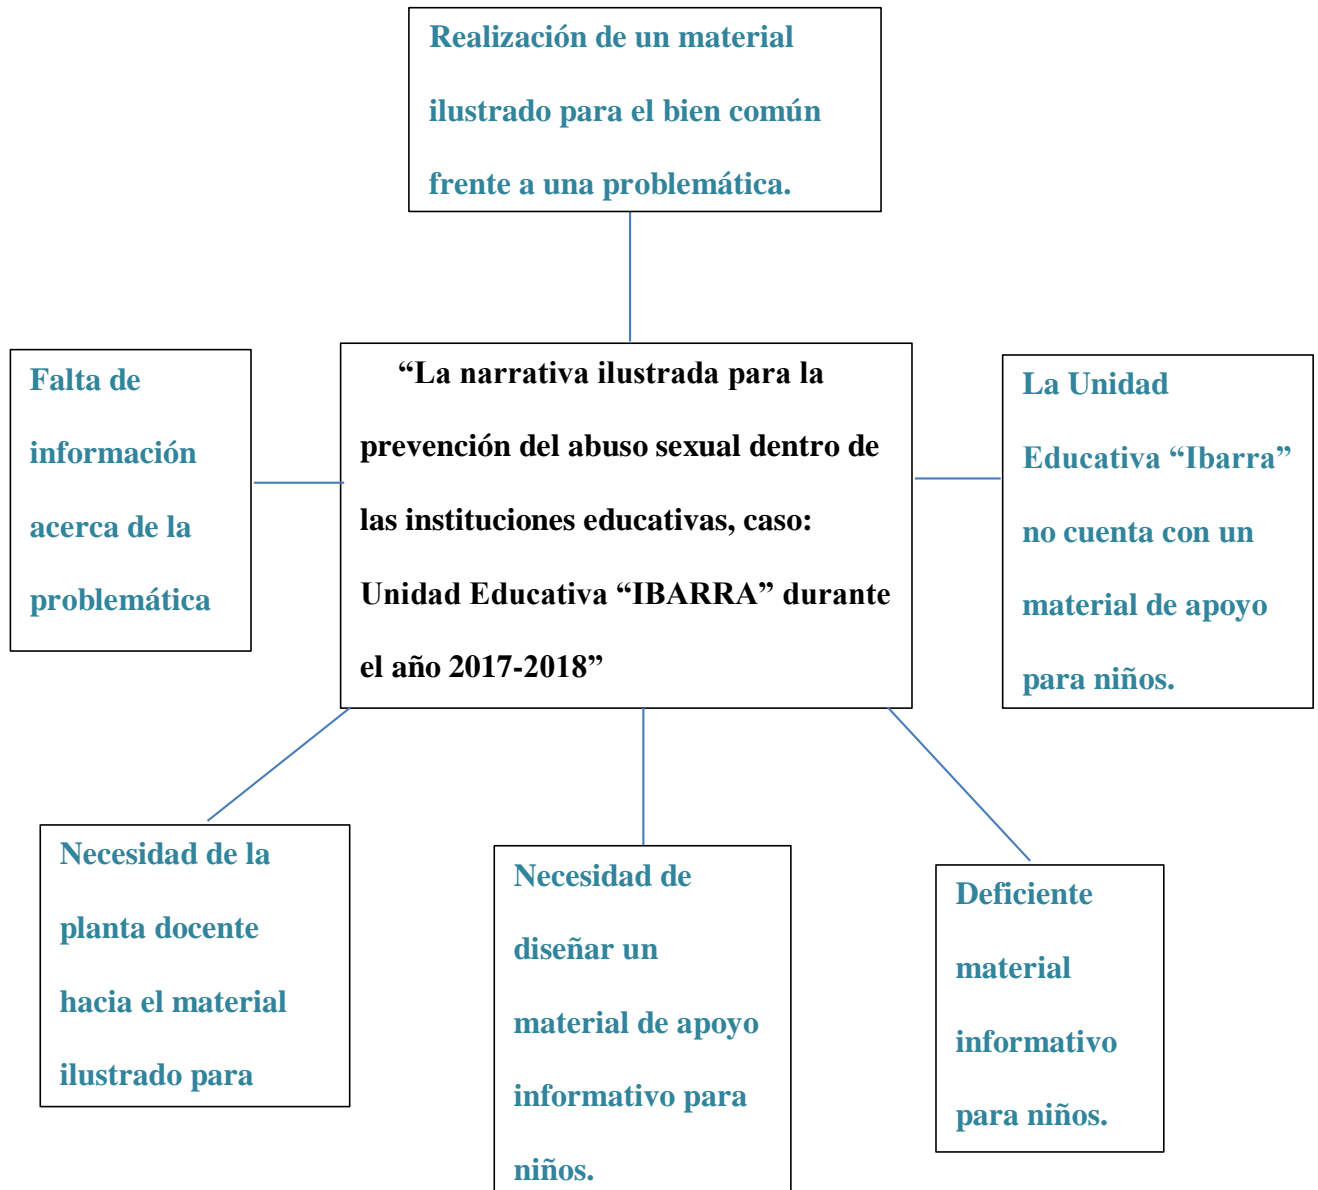 Realización de un material
ilustrado para el bien común
frente a una problemática.
Falta de
información
acerca de la
problemática
“La narrativa ilustrada para la
prevención del abuso sexual dentro de
las instituciones educativas, caso:
Unidad Educativa “IBARRA” durante
el año 2017-2018”
La Unidad
Educativa “Ibarra”
no cuenta con un
material de apoyo
para niños.
Necesidad de la
planta docente
hacia el material
ilustrado para
Necesidad de
diseñar un
material de apoyo
informativo para
niños.
Deficiente
material
informativo
para niños.